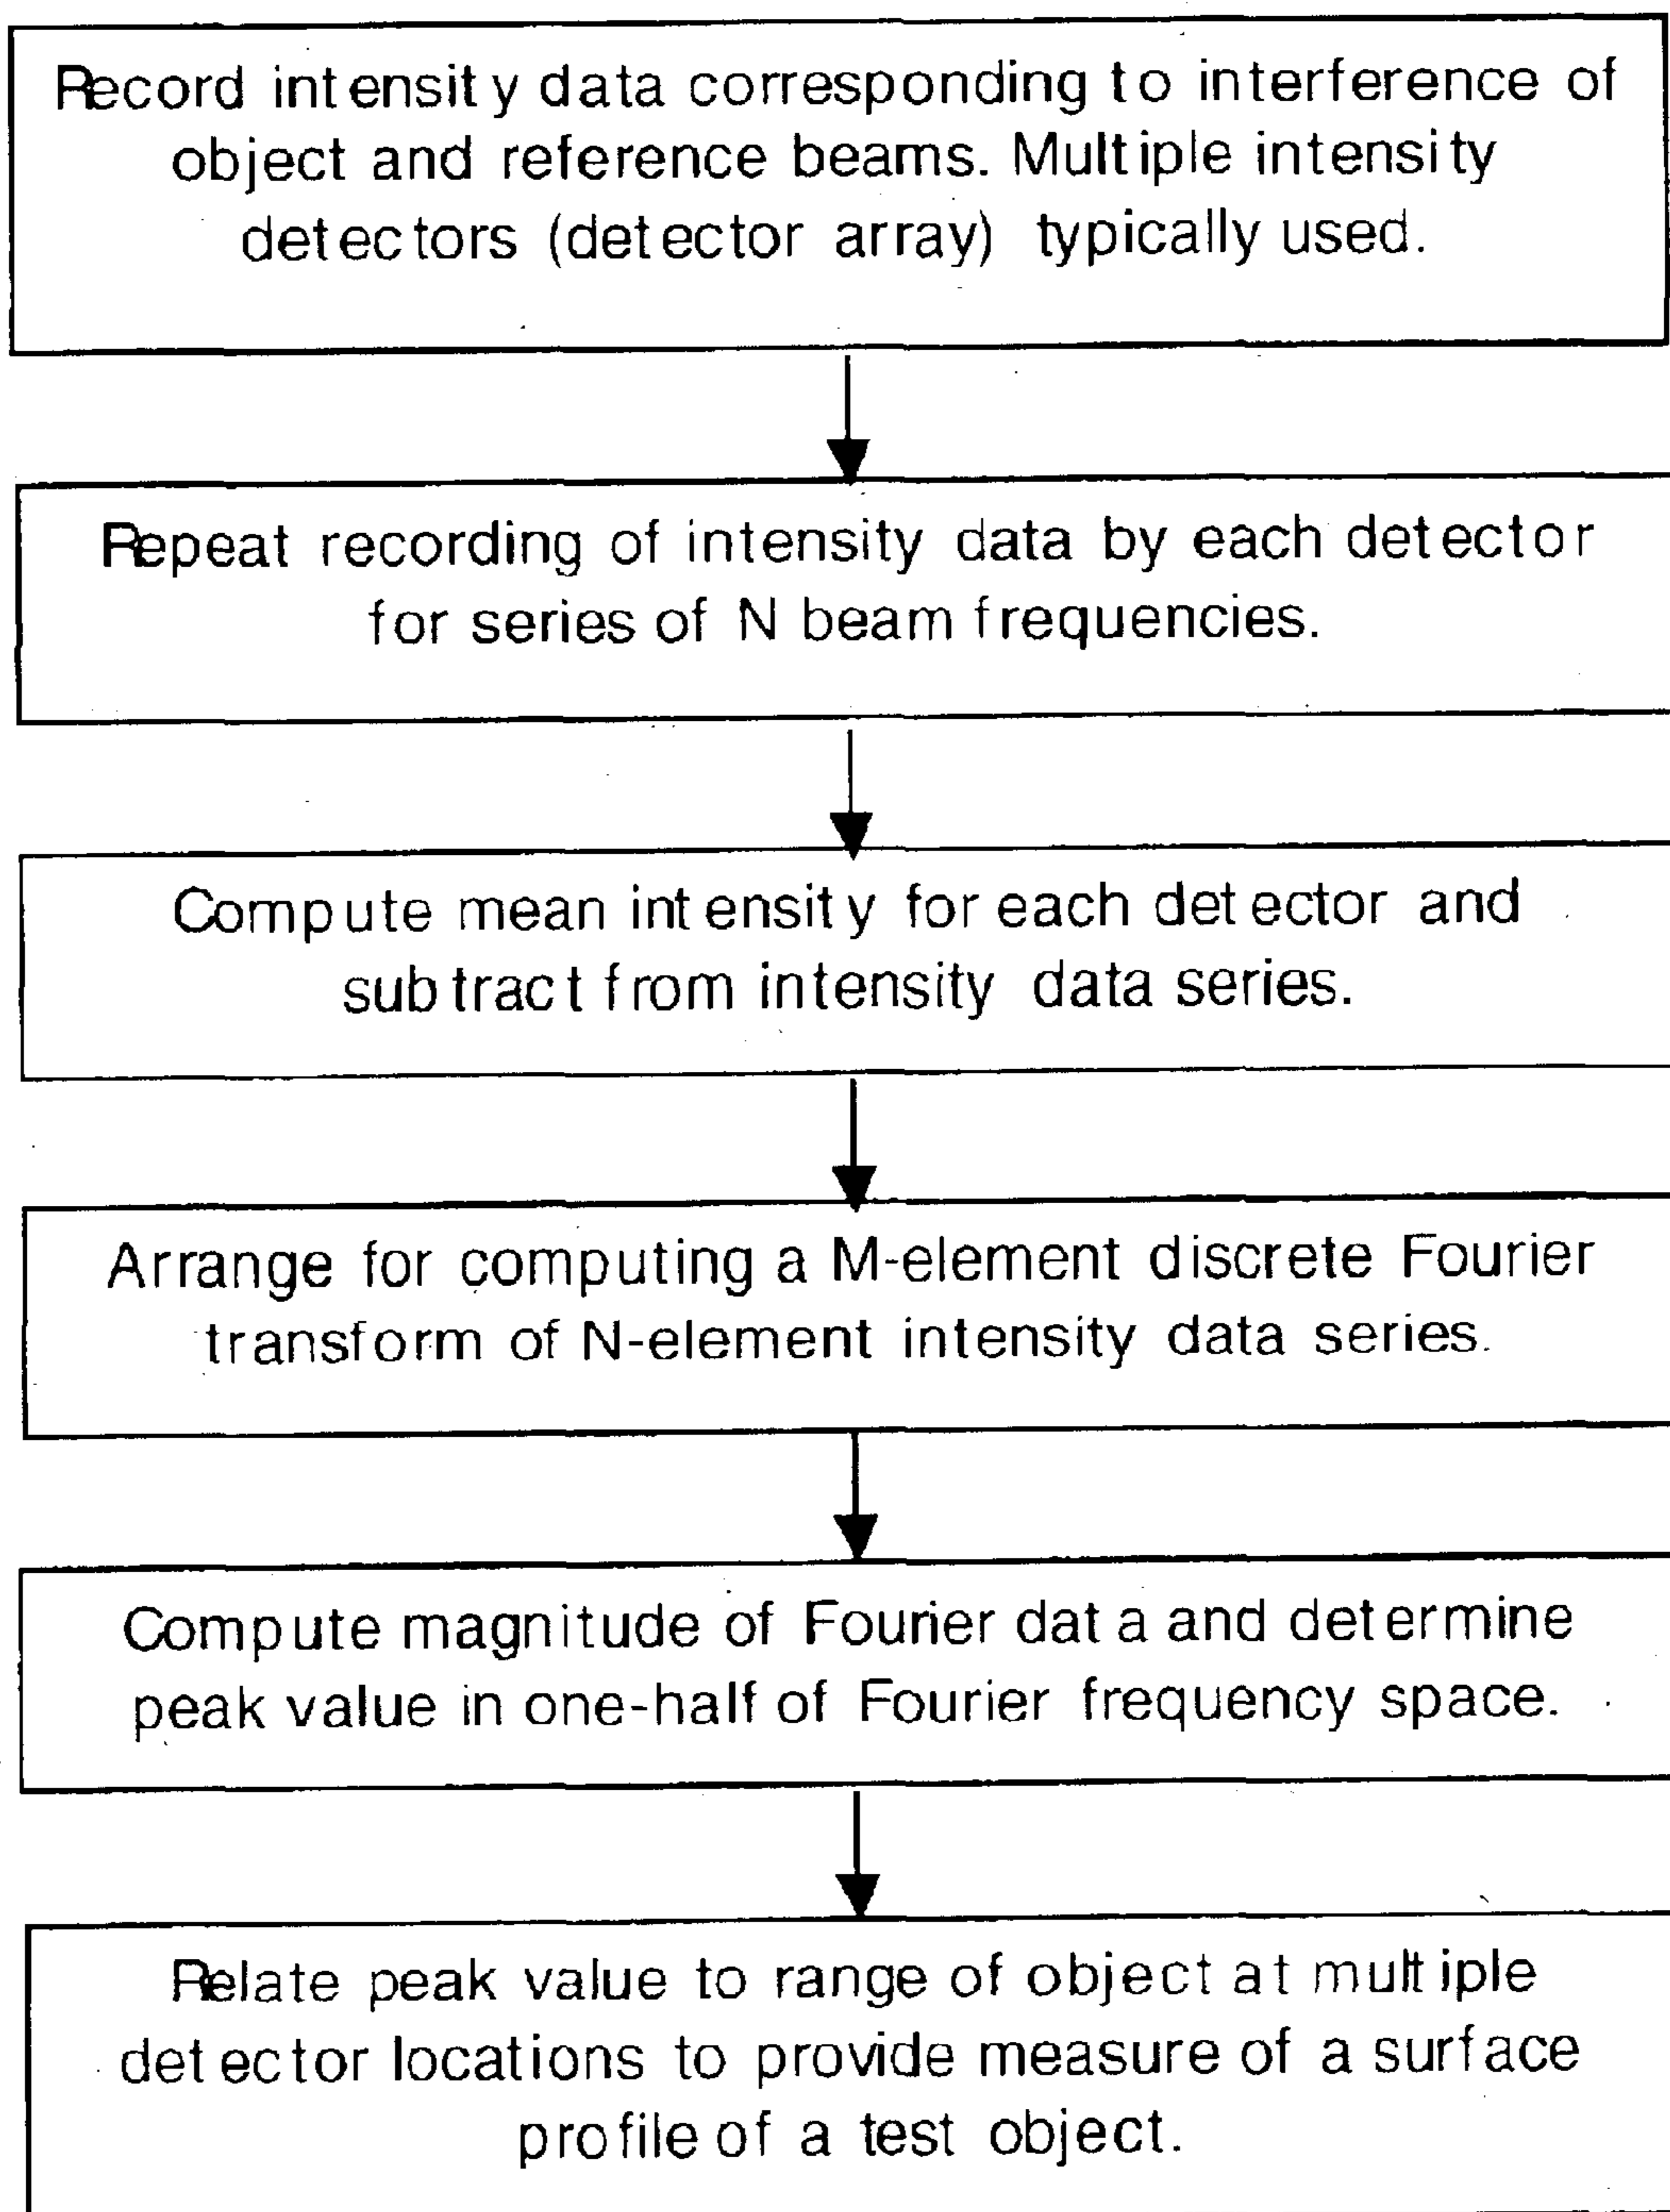 Record intensity data corresponding to interference of
object and reference beams. Multiple intensity
detectors (detector array) typically used.
Repeat recording of intensity data by each detector
for series of N beam frequencies.
Compute mean intensity for each detector and
subtract from intensity data series.
Arrange for computing a M-element discrete Fourier
transform of N-element intensity data series.
Compute magnitude of Fourier data and determine
peak value in one-half of Fourier frequency space.
Relate peak value to range of object at multiple
detector locations to provide measure of a surface
profile of a test object.